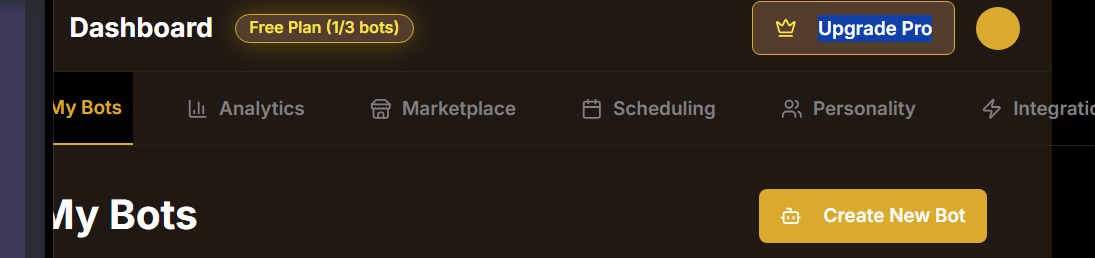 Dashboard Free Plan (1/3 bots) Upgrade Pro
My Bots Analytics Marketplace Scheduling Personality Integratic
My Bots Create New Bot